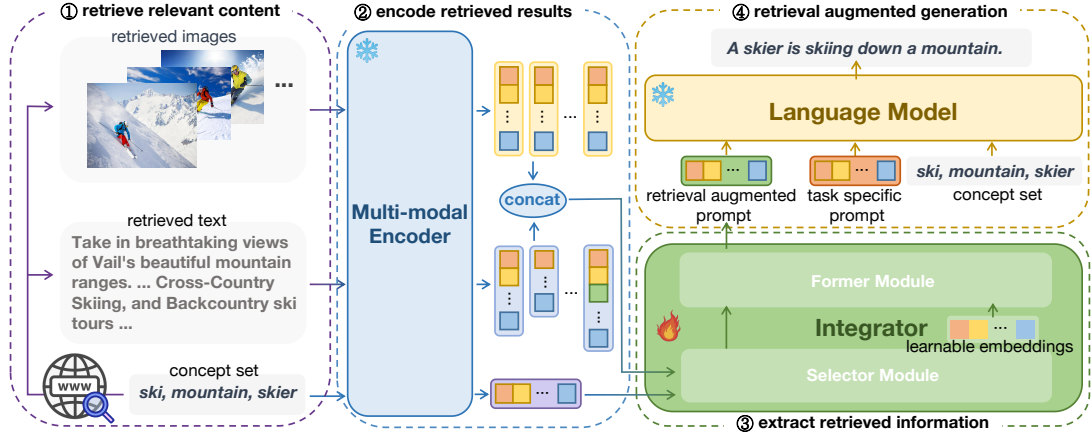 ① retrieve relevant content
retrieved images
...
retrieved text
Take in breathtaking views
of Vail's beautiful mountain
ranges. ... Cross-Country
Skiing, and Backcountry ski
tours ...
www
concept set
ski, mountain, skier
② encode retrieved results
Multi-modal
Encoder
...
concat
...
...
④ retrieval augmented generation
A skier is skiing down a mountain.
Language Model
...
retrieval augmented
prompt
...
task specific
prompt
ski, mountain, skier
concept set
Former Module
Integrator
...
learnable embeddings
Selector Module
③ extract retrieved information